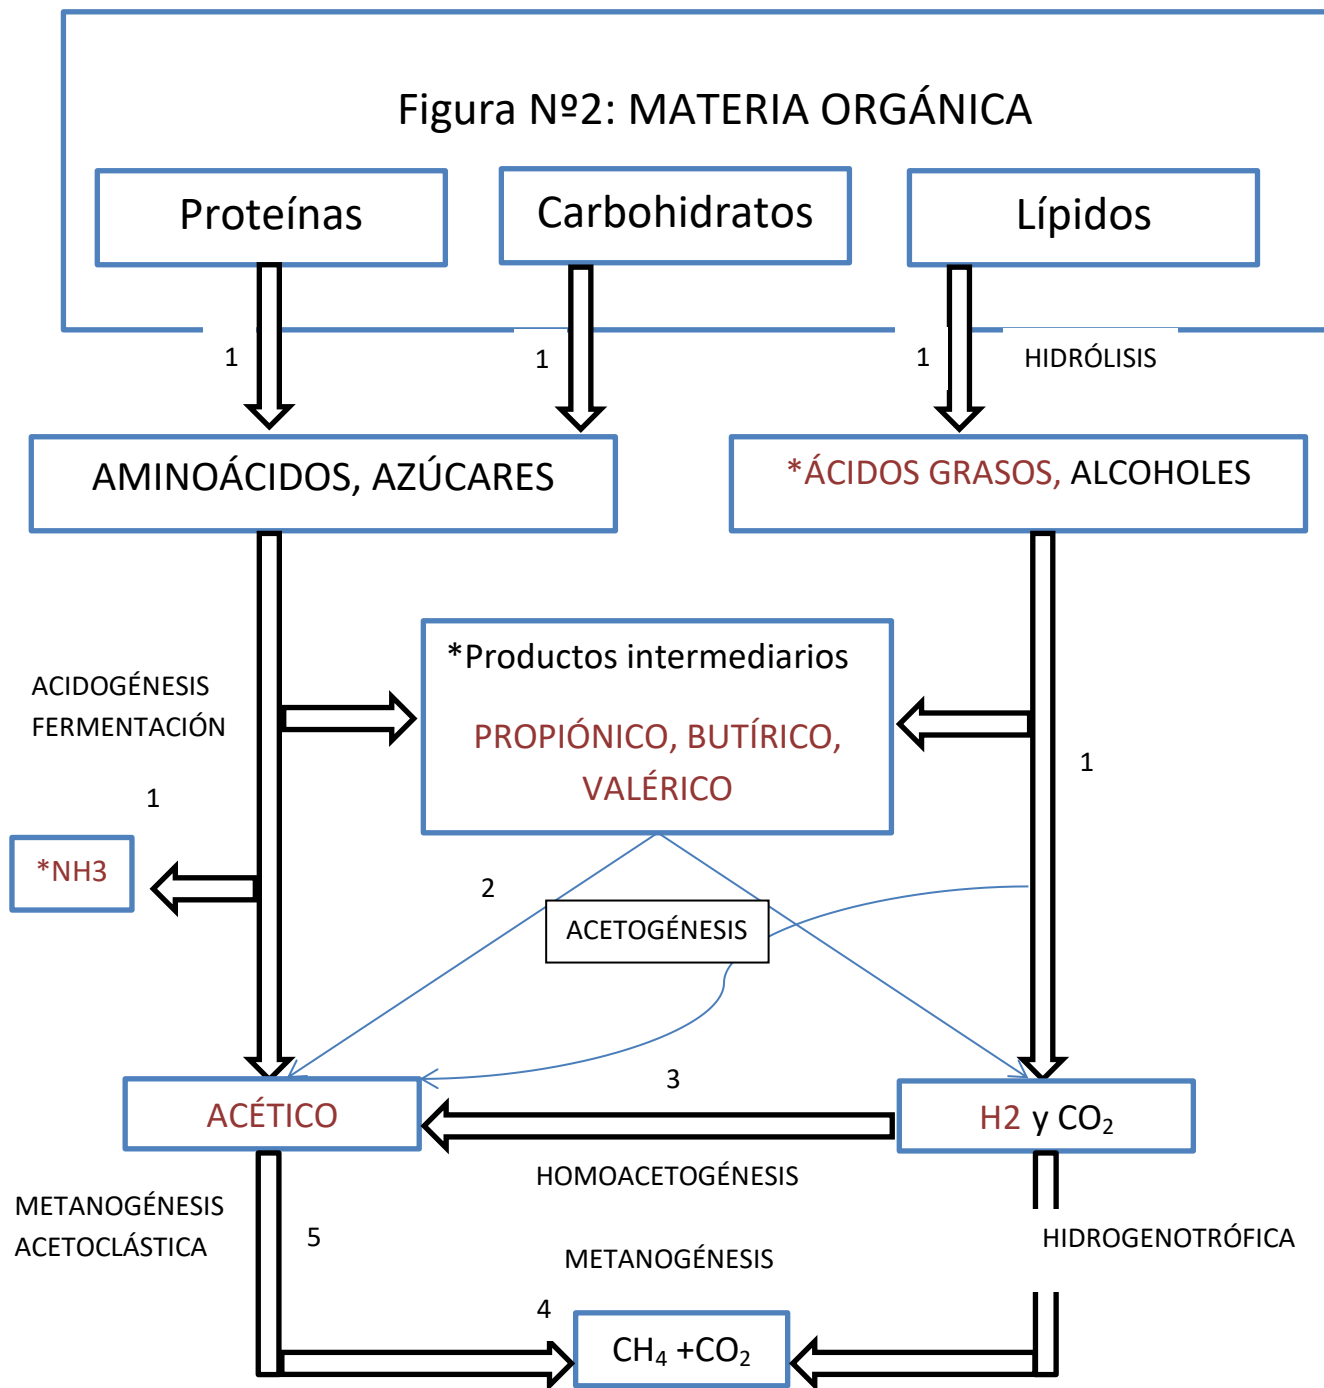 Figura Nº2: MATERIA ORGÁNICA
Proteínas
Carbohidratos
Lípidos
1
1
1
HIDRÓLISIS
AMINOÁCIDOS, AZÚCARES
*ÁCIDOS GRASOS, ALCOHOLES
*Productos intermediarios
PROPIÓNICO, BUTÍRICO,
VALÉRICO
ACIDOGÉNESIS
FERMENTACIÓN
1
1
*NH3
2
ACETOGÉNESIS
3
ACÉTICO
H2 y CO₂
HOMOACETOGÉNESIS
METANOGÉNESIS
ACETOCLÁSTICA
5
HIDROGENOTRÓFICA
METANOGÉNESIS
4
CH₄ +CO₂